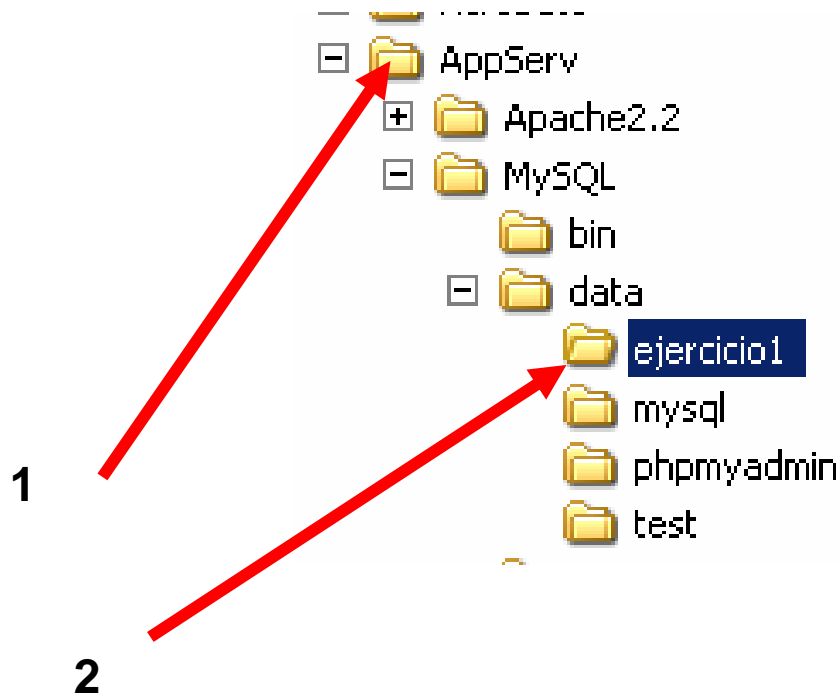 AppServ
Apache2.2
MySQL
bin
data
ejercicio1
mysql
phpmyadmin
test
1
2